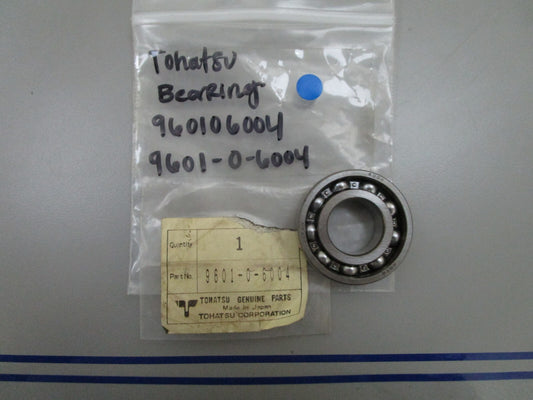 Tohatsu
Bearing
960106004
9601-0-6004
Quantity 1
Part No. 9601-0-6004
TOHATSU GENUINE PARTS
Made in Japan
TOHATSU CORPORATION